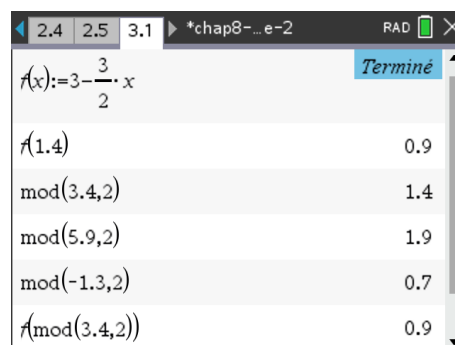 2.4 2.5 3.1 *chap8-…e-2 RAD
f(x):=3-3/2·x Terminé
f(1.4) 0.9
mod(3.4,2) 1.4
mod(5.9,2) 1.9
mod(-1.3,2) 0.7
f(mod(3.4,2)) 0.9